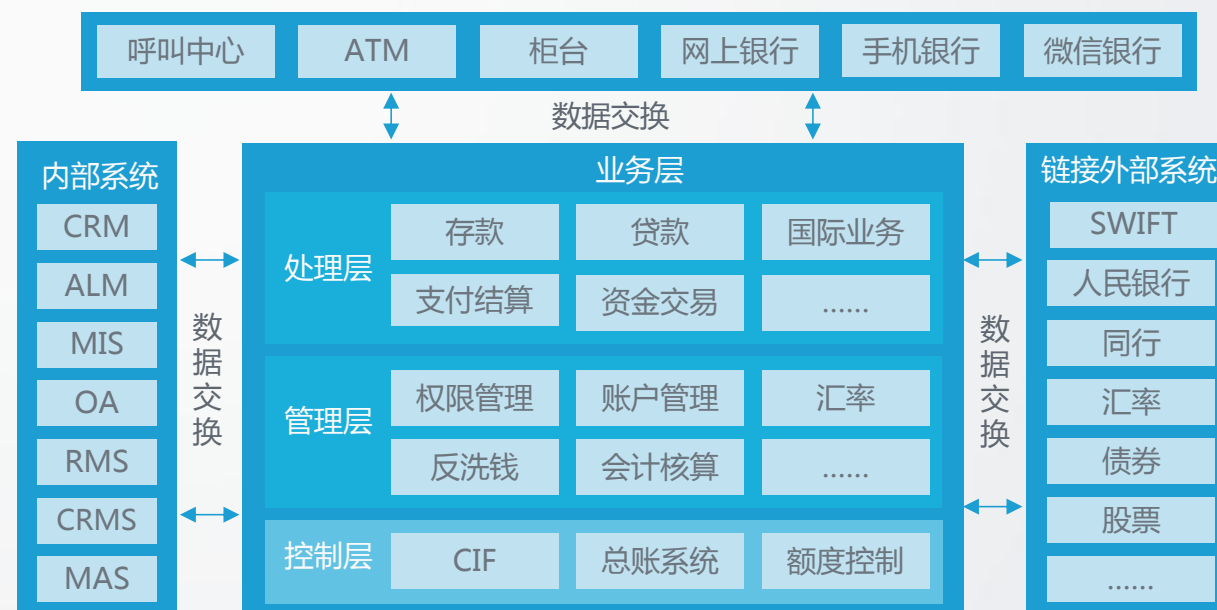 呼叫中心 ATM 柜台 网上银行 手机银行 微信银行
数据交换
内部系统
CRM
ALM
MIS
OA
RMS
CRMS
MAS
数据交换
业务层
处理层
存款 贷款 国际业务
支付结算 资金交易 ......
管理层
权限管理 账户管理 汇率
反洗钱 会计核算 ......
控制层
CIF 总账系统 额度控制
数据交换
链接外部系统
SWIFT
人民银行
同行
汇率
债券
股票
......